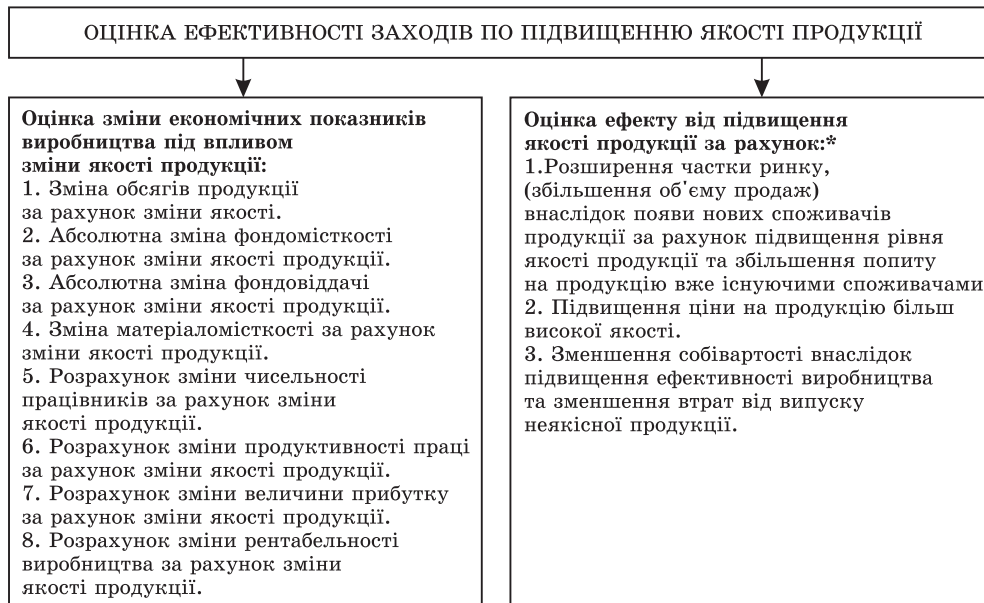 ОЦІНКА ЕФЕКТИВНОСТІ ЗАХОДІВ ПО ПІДВИЩЕННЮ ЯКОСТІ ПРОДУКЦІЇ
Оцінка зміни економічних показників
виробництва під впливом
зміни якості продукції:
1. Зміна обсягів продукції
за рахунок зміни якості.
2. Абсолютна зміна фондомісткості
за рахунок зміни якості продукції.
3. Абсолютна зміна фондовіддачі
за рахунок зміни якості продукції.
4. Зміна матеріаломісткості за рахунок
зміни якості продукції.
5. Розрахунок зміни чисельності
працівників за рахунок зміни
якості продукції.
6. Розрахунок зміни продуктивності праці
за рахунок зміни якості продукції.
7. Розрахунок зміни величини прибутку
за рахунок зміни якості продукції.
8. Розрахунок зміни рентабельності
виробництва за рахунок зміни
якості продукції.
Оцінка ефекту від підвищення
якості продукції за рахунок:*
1.Розширення частки ринку,
(збільшення об'єму продаж)
внаслідок появи нових споживачів
продукції за рахунок підвищення рівня
якості продукції та збільшення попиту
на продукцію вже існуючими споживачами
2. Підвищення ціни на продукцію більш
високої якості.
3. Зменшення собівартості внаслідок
підвищення ефективності виробництва
та зменшення втрат від випуску
неякісної продукції.